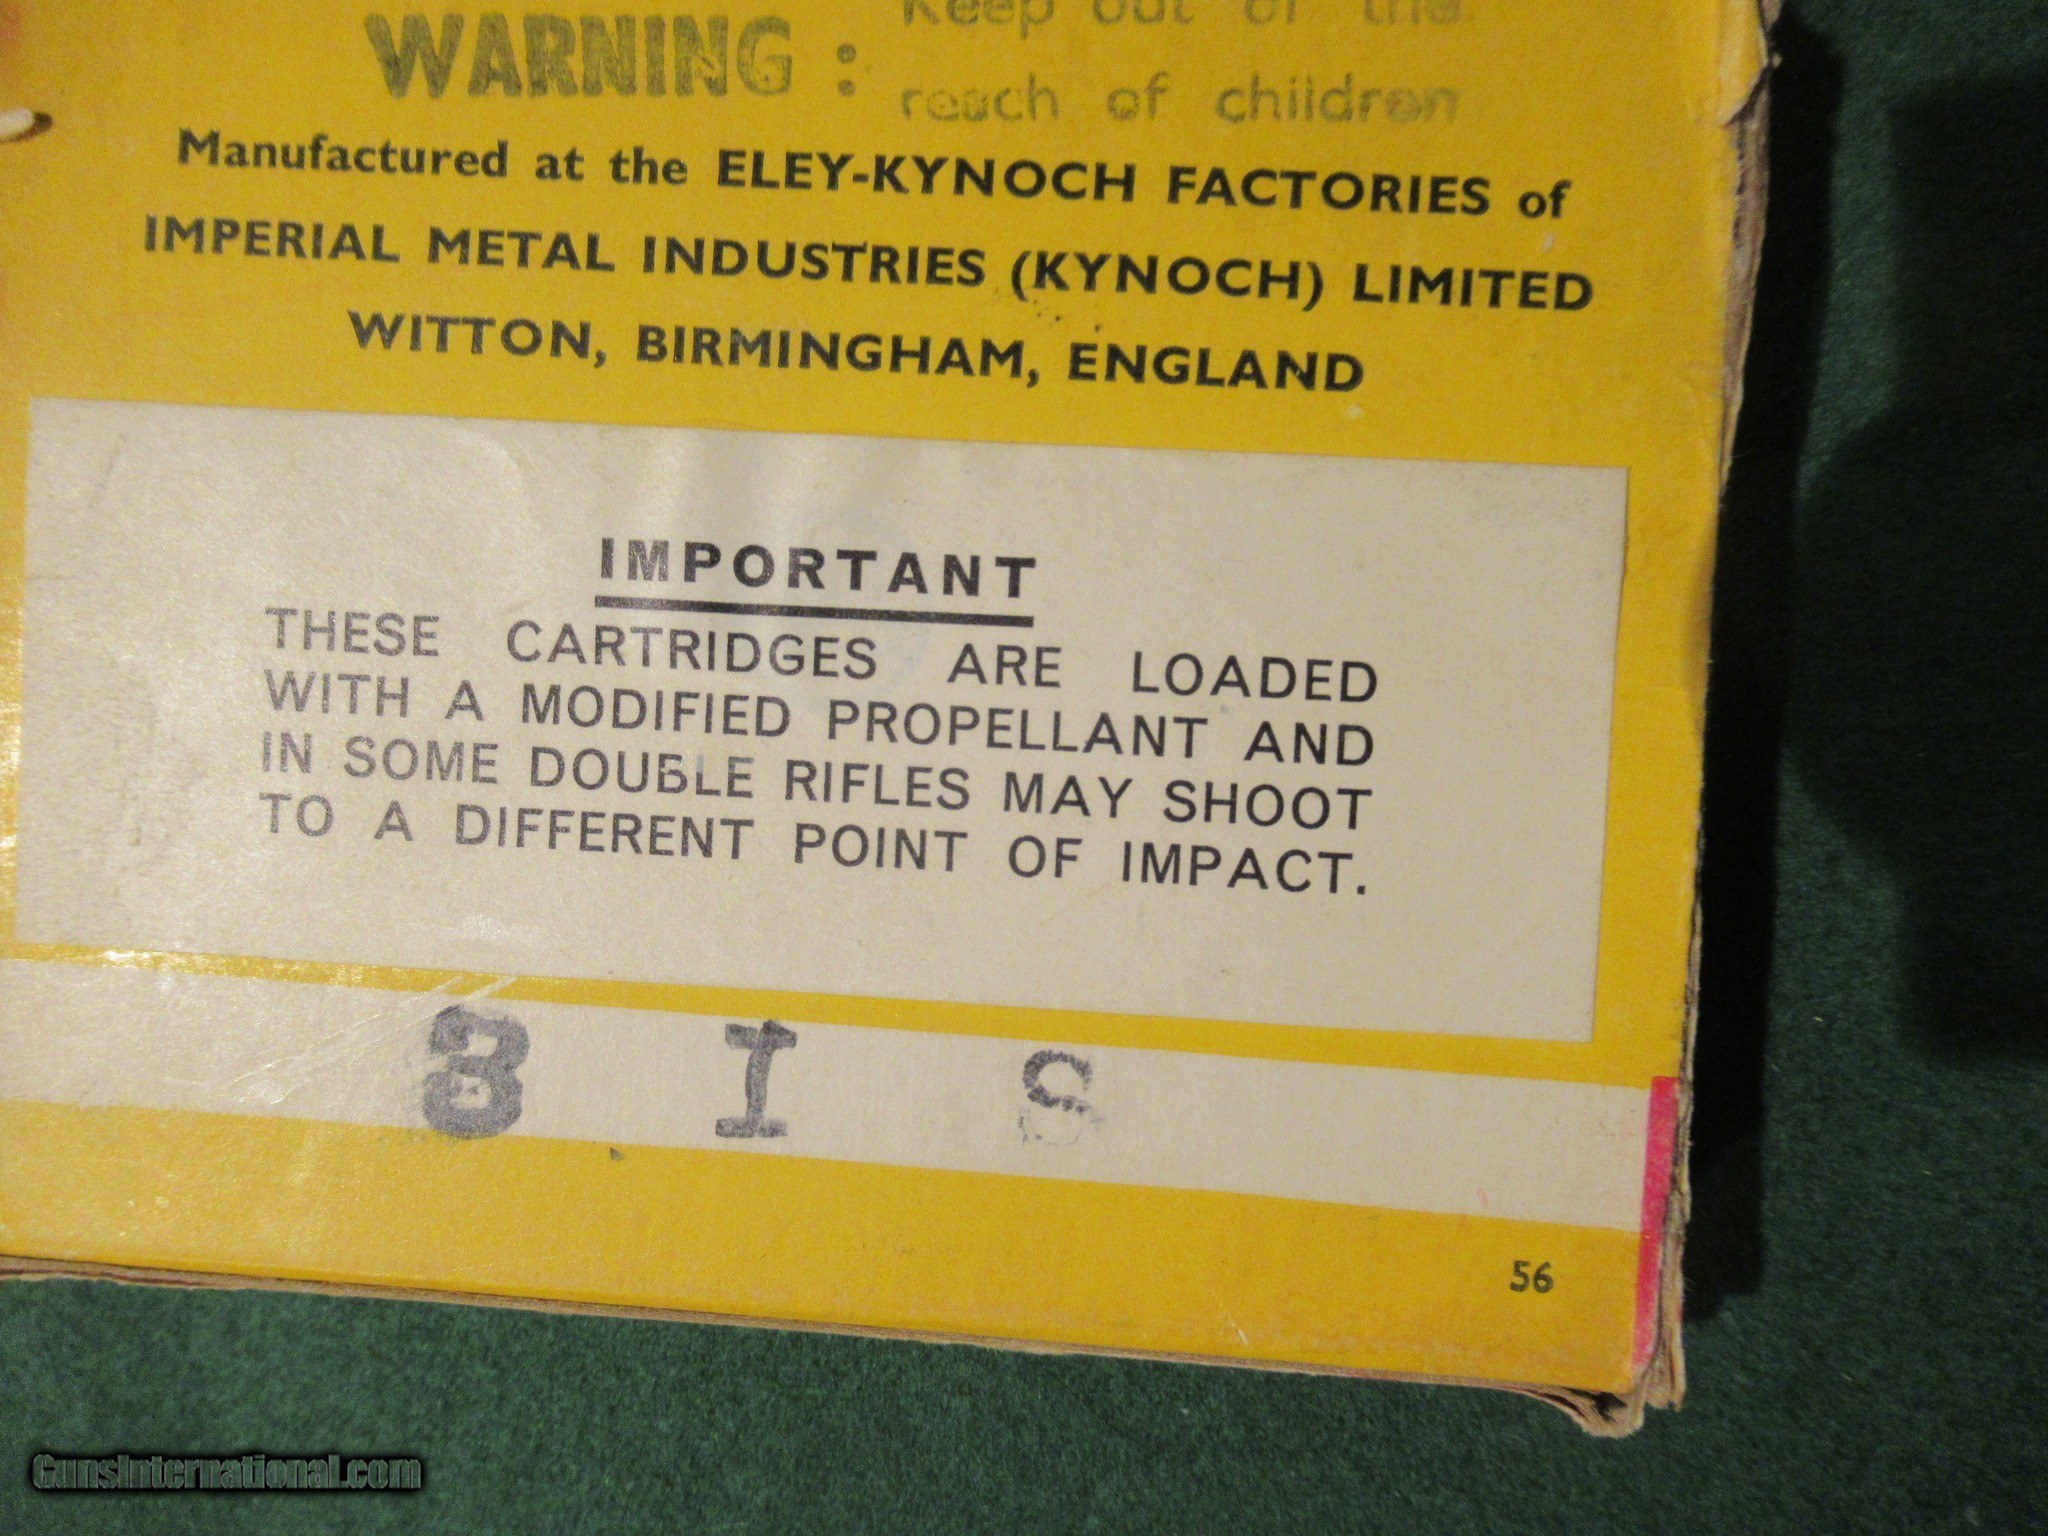 WARNING : Keep out of the
reach of children
Manufactured at the ELEY-KYNOCH FACTORIES of
IMPERIAL METAL INDUSTRIES (KYNOCH) LIMITED
WITTON, BIRMINGHAM, ENGLAND
IMPORTANT
THESE CARTRIDGES ARE LOADED
WITH A MODIFIED PROPELLANT AND
IN SOME DOUBLE RIFLES MAY SHOOT
TO A DIFFERENT POINT OF IMPACT.
8 I S
56
GunsInternational.com